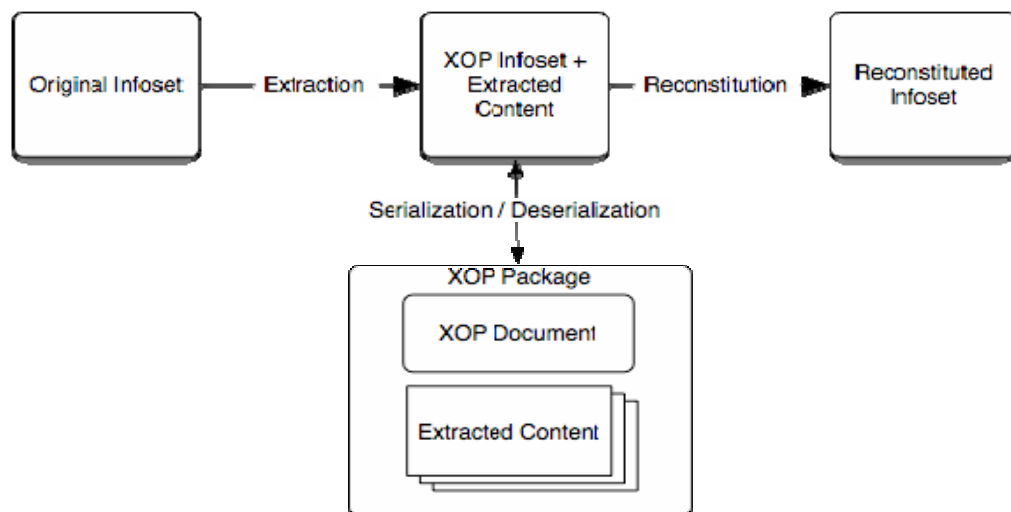 Original Infoset
Extraction
XOP Infoset +
Extracted
Content
Reconstitution
Reconstituted
Infoset
Serialization / Deserialization
XOP Package
XOP Document
Extracted Content